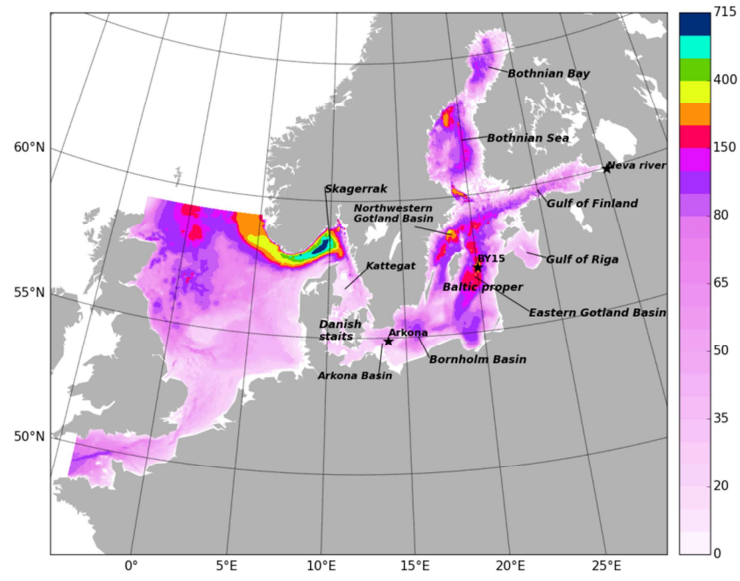 715
400
150
80
65
50
35
20
0
60°N
55°N
50°N
0°
5°E
10°E
15°E
20°E
25°E
Bothnian Bay
Bothnian Sea
Neva river
Skagerrak
Northwestern
Gotland Basin
Gulf of Finland
Kattegat
BY15
Gulf of Riga
Baltic proper
Eastern Gotland Basin
Danish
staits
Arkona
Bornholm Basin
Arkona Basin